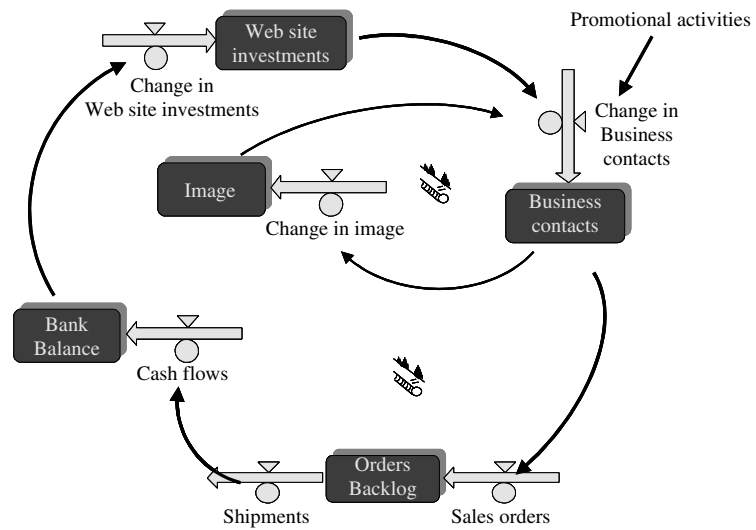 Web site
investments
Promotional activities
Change in
Web site investments
Change in
Business
contacts
Image
Change in image
Business
contacts
Bank
Balance
Cash flows
Orders
Backlog
Shipments
Sales orders